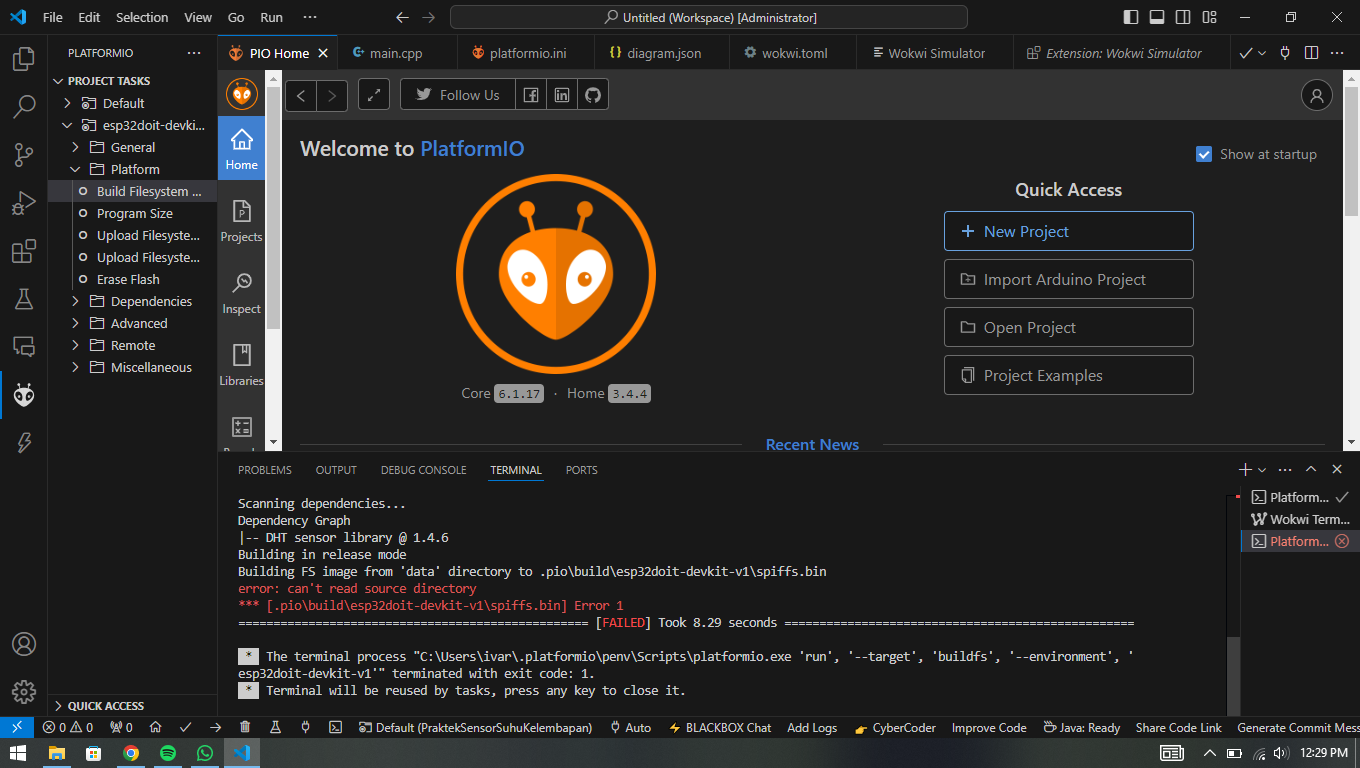 File Edit Selection View Go Run ··· Untitled (Workspace) [Administrator]
PLATFORMIO ···
PROJECT TASKS
Default
esp32doit-devki...
General
Platform
Build Filesystem ...
Program Size
Upload Filesyste...
Upload Filesyste...
Erase Flash
Dependencies
Advanced
Remote
Miscellaneous
QUICK ACCESS
PIO Home main.cpp platformio.ini {} diagram.json wokwi.toml Wokwi Simulator Extension: Wokwi Simulator ···
Home
Projects
Inspect
Libraries
Follow Us
Welcome to PlatformIO
Show at startup
Quick Access
New Project
Import Arduino Project
Open Project
Project Examples
Core 6.1.17 · Home 3.4.4
Recent News
PROBLEMS OUTPUT DEBUG CONSOLE TERMINAL PORTS
Scanning dependencies...
Dependency Graph
|-- DHT sensor library @ 1.4.6
Building in release mode
Building FS image from 'data' directory to .pio\build\esp32doit-devkit-v1\spiffs.bin
error: can't read source directory
*** [.pio\build\esp32doit-devkit-v1\spiffs.bin] Error 1
================================================== [FAILED] Took 8.29 seconds ==================================================
* The terminal process "C:\Users\ivar\.platformio\penv\Scripts\platformio.exe 'run', '--target', 'buildfs', '--environment', '
esp32doit-devkit-v1'" terminated with exit code: 1.
* Terminal will be reused by tasks, press any key to close it.
Platform...
Wokwi Term...
Platform...
0 0 0 Default (PraktekSensorSuhuKelembapan) Auto BLACKBOX Chat Add Logs CyberCoder Improve Code Java: Ready Share Code Link Generate Commit Mess
12:29 PM